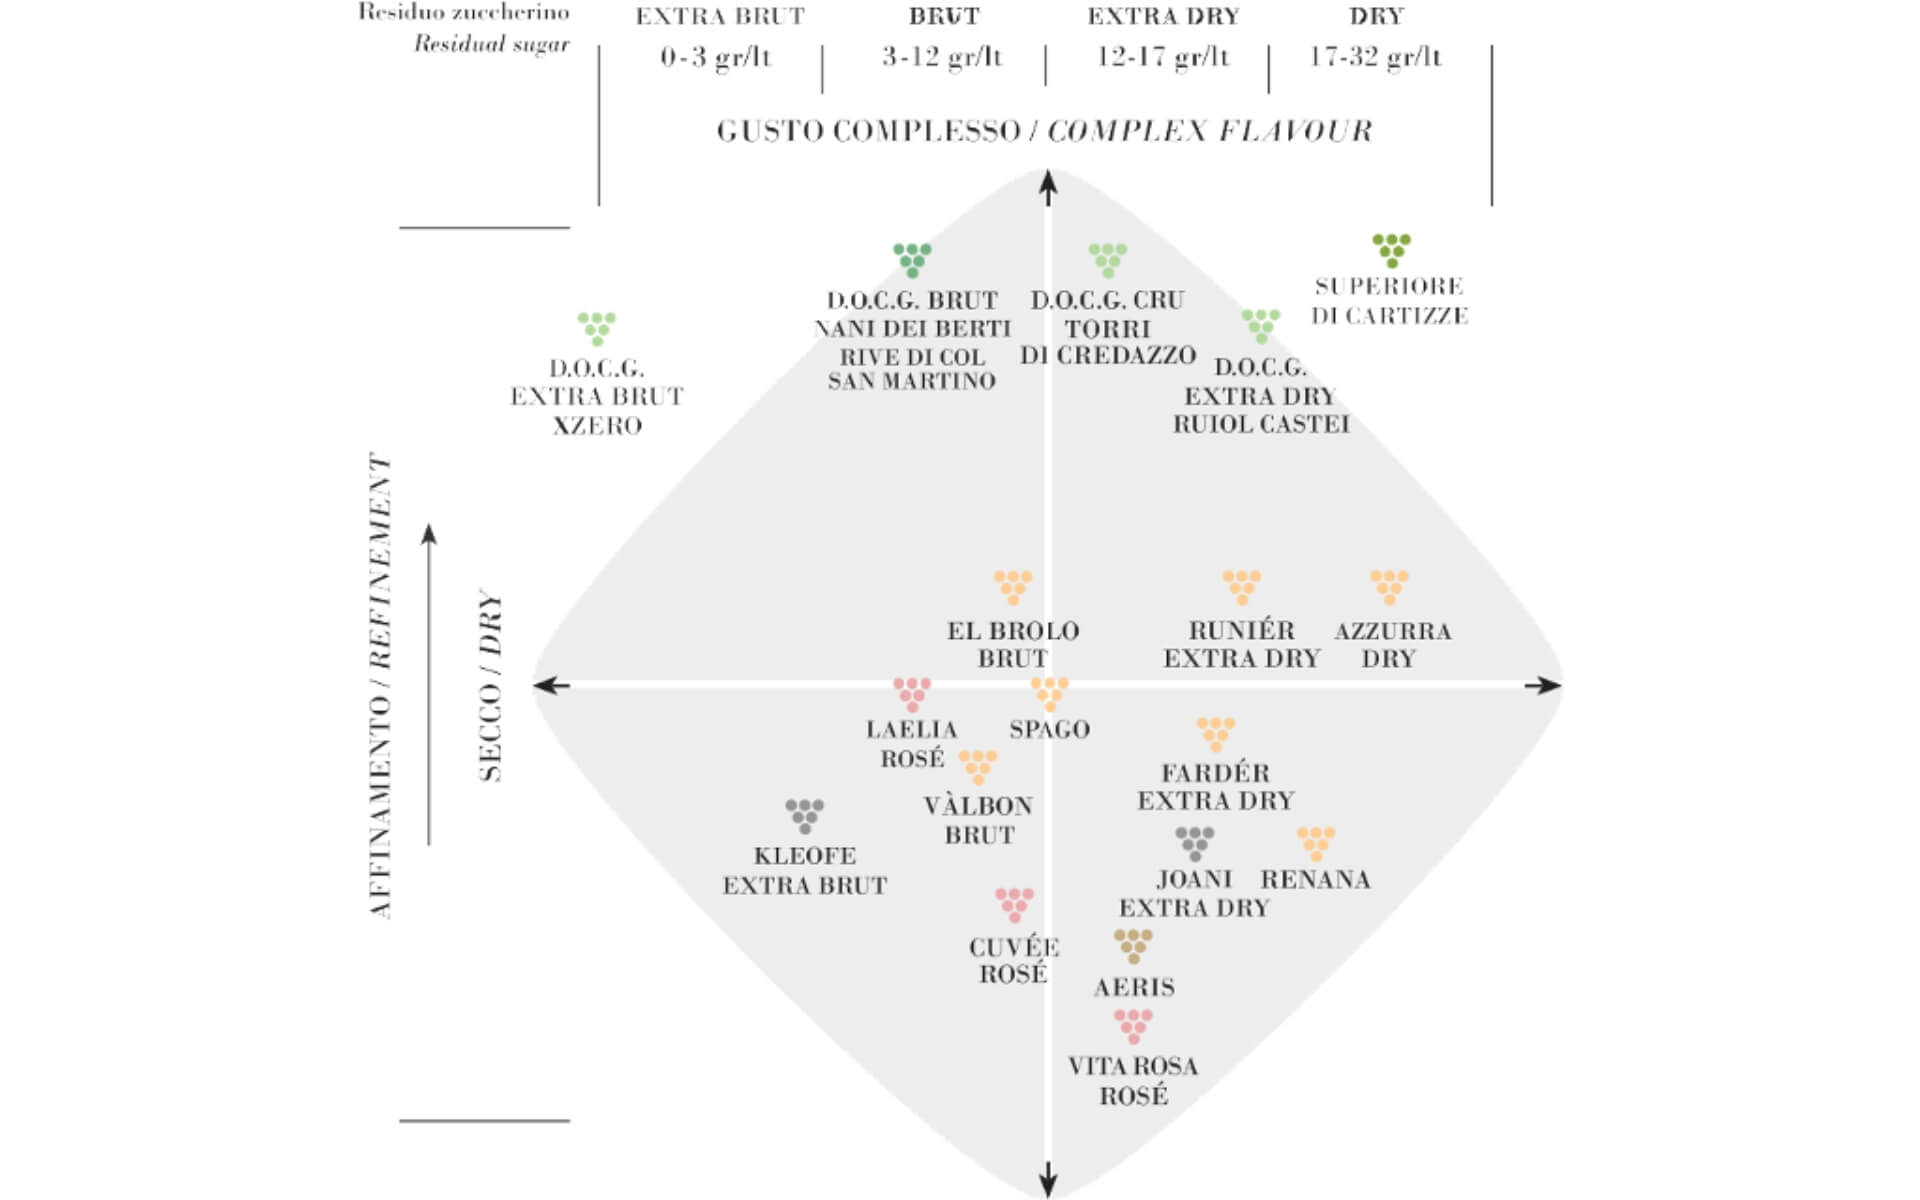 Residuo zuccherino
Residual sugar
EXTRA BRUT
0-3 gr/lt
BRUT
3-12 gr/lt
EXTRA DRY
12-17 gr/lt
DRY
17-32 gr/lt
GUSTO COMPLESSO / COMPLEX FLAVOUR
AFFINAMENTO / REFINEMENT
SECCO / DRY
D.O.C.G.
EXTRA BRUT
XZERO
D.O.C.G. BRUT
NANI DEI BERTI
RIVE DI COL
SAN MARTINO
D.O.C.G. CRU
TORRI
DI CREDAZZO
D.O.C.G.
EXTRA DRY
RUIOL CASTEI
SUPERIORE
DI CARTIZZE
EL BROLO
BRUT
RUNIÉR
EXTRA DRY
AZZURRA
DRY
LAELIA
ROSÉ
SPAGO
VÀLBON
BRUT
FARDÉR
EXTRA DRY
KLEOFE
EXTRA BRUT
JOANI
EXTRA DRY
RENANA
CUVÉE
ROSÉ
AERIS
VITA ROSA
ROSÉ